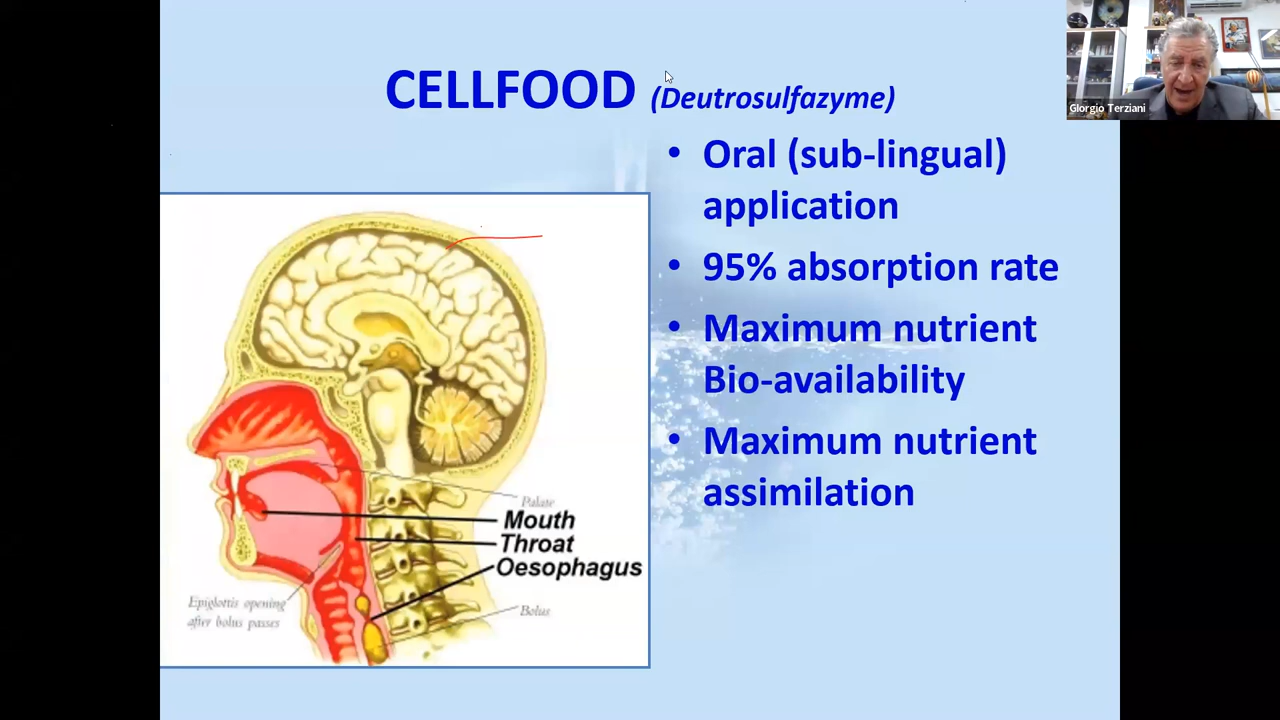 CELLFOOD (Deutrosulfazyme)
Giorgio Terziani
• Oral (sub-lingual)
application
• 95% absorption rate
• Maximum nutrient
Bio-availability
• Maximum nutrient
assimilation
Palate
Mouth
Throat
Oesophagus
Epiglottis opening
after bolus passes
Bolus